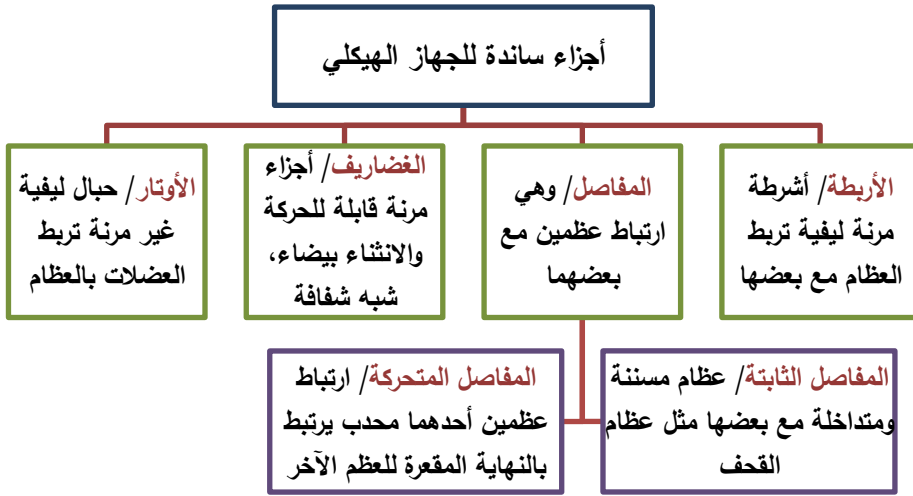 أجزاء ساندة للجهاز الهيكلي
الأربطة/ أشرطة
مرنة ليفية تربط
العظام مع بعضها
المفاصل/ وهي
ارتباط عظمين مع
بعضهما
الغضاريف/ أجزاء
مرنة قابلة للحركة
والانثناء بيضاء،
شبه شفافة
الأوتار/ حبال ليفية
غير مرنة تربط
العضلات بالعظام
المفاصل الثابتة/ عظام مسننة
ومتداخلة مع بعضها مثل عظام
القحف
المفاصل المتحركة/ ارتباط
عظمين أحدهما محدب يرتبط
بالنهاية المقعرة للعظم الآخر